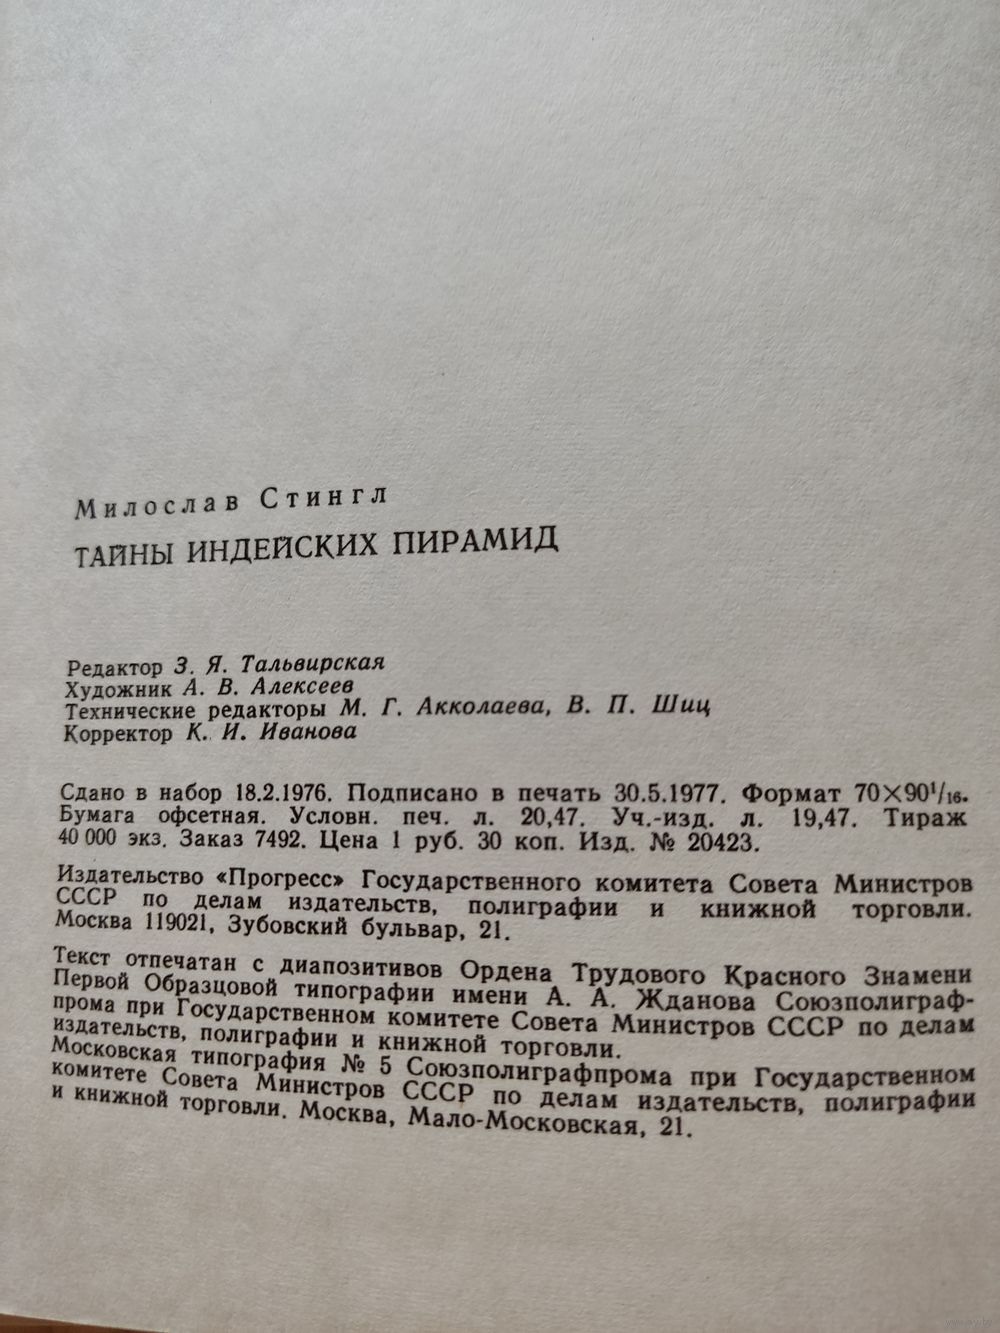 Милослав Стингл
ТАЙНЫ ИНДЕЙСКИХ ПИРАМИД
Редактор З. Я. Тальвирская
Художник А. В. Алексеев
Технические редакторы М. Г. Акколаева, В. П. Шиц
Корректор К. И. Иванова
Сдано в набор 18.2.1976. Подписано в печать 30.5.1977. Формат 70×90¹/₁₆.
Бумага офсетная. Условн. печ. л. 20,47. Уч.-изд. л. 19,47. Тираж
40 000 экз. Заказ 7492. Цена 1 руб. 30 коп. Изд. № 20423.
Издательство «Прогресс» Государственного комитета Совета Министров
СССР по делам издательств, полиграфии и книжной торговли.
Москва 119021, Зубовский бульвар, 21.
Текст отпечатан с диапозитивов Ордена Трудового Красного Знамени
Первой Образцовой типографии имени А. А. Жданова Союзполиграф-
прома при Государственном комитете Совета Министров СССР по делам
издательств, полиграфии и книжной торговли.
Московская типография № 5 Союзполиграфпрома при Государственном
комитете Совета Министров СССР по делам издательств, полиграфии
и книжной торговли. Москва, Мало-Московская, 21.